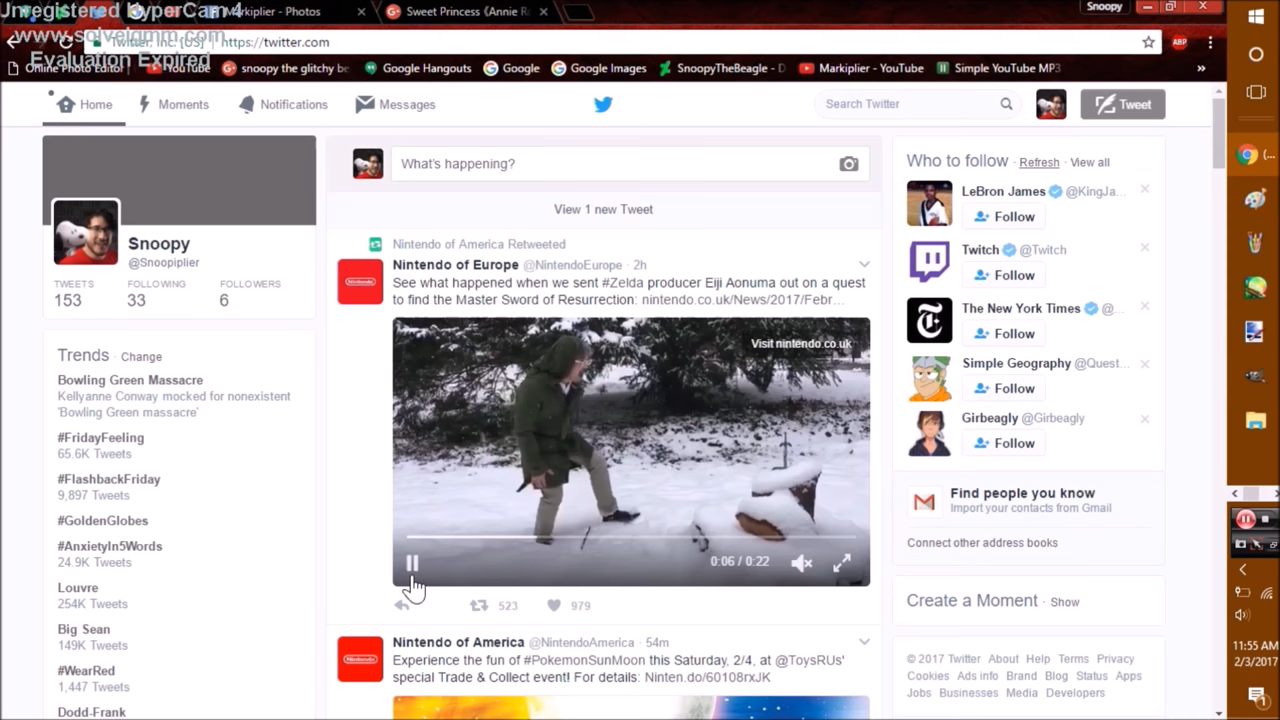 Unregistered HyperCam 4
www.solveigmm.com
Evaluation Expired
Markiplier - Photos
Sweet Princess (Annie R
Snoopy
Twitter, Inc. [US]
https://twitter.com
ABP
Online Photo Editor
YouTube
snoopy the glitchy be
Google Hangouts
Google
Google Images
SnoopyTheBeagle - D
Markiplier - YouTube
Simple YouTube MP3
»
Home
Moments
Notifications
Messages
Search Twitter
Tweet
Snoopy
@Snoopiplier
TWEETS FOLLOWING FOLLOWERS
153 33 6
Trends · Change
Bowling Green Massacre
Kellyanne Conway mocked for nonexistent
'Bowling Green massacre'
#FridayFeeling
65.6K Tweets
#FlashbackFriday
9,897 Tweets
#GoldenGlobes
#AnxietyIn5Words
24.9K Tweets
Louvre
254K Tweets
Big Sean
149K Tweets
#WearRed
1,447 Tweets
Dodd-Frank
What's happening?
View 1 new Tweet
Nintendo of America Retweeted
Nintendo of Europe @NintendoEurope · 2h
See what happened when we sent #Zelda producer Eiji Aonuma out on a quest
to find the Master Sword of Resurrection: nintendo.co.uk/News/2017/Febr…
Nintendo
Visit nintendo.co.uk
0:06 / 0:22
523 979
Nintendo of America @NintendoAmerica · 54m
Experience the fun of #PokemonSunMoon this Saturday, 2/4, at @ToysRUs'
special Trade & Collect event! For details: Ninten.do/60108rxJK
Nintendo
Who to follow · Refresh · View all
LeBron James @KingJa...
Follow
Twitch @Twitch
Follow
The New York Times @...
Follow
Simple Geography @Quest...
Follow
Girbeagly @Girbeagly
Follow
Find people you know
Import your contacts from Gmail
Connect other address books
Create a Moment · Show
© 2017 Twitter About Help Terms Privacy
Cookies Ads info Brand Blog Status Apps
Jobs Businesses Media Developers
11:55 AM
2/3/2017